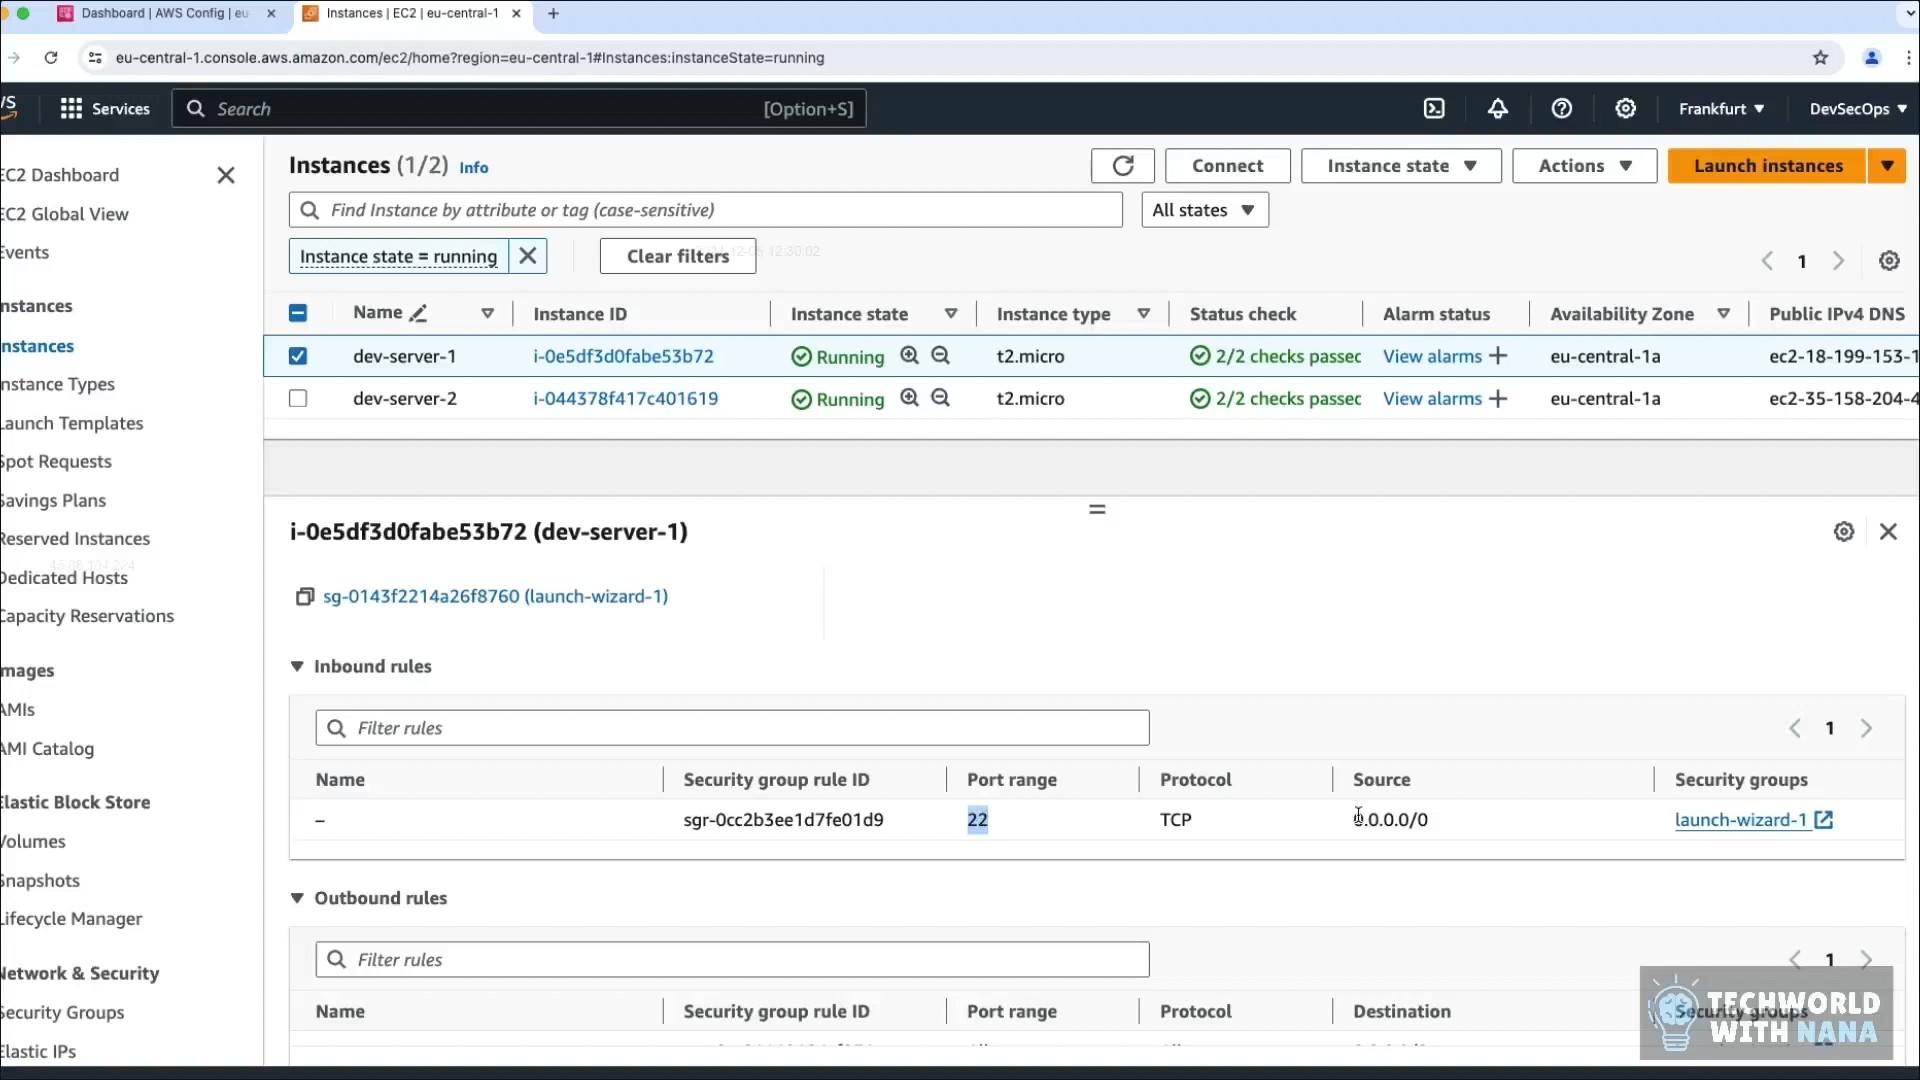 Dashboard | AWS Config | eu
Instances | EC2 | eu-central-1
eu-central-1.console.aws.amazon.com/ec2/home?region=eu-central-1#Instances:instanceState=running
Services
Search
[Option+S]
Frankfurt
DevSecOps
EC2 Dashboard
EC2 Global View
Events
Instances
Instances
Instance Types
Launch Templates
Spot Requests
Savings Plans
Reserved Instances
Dedicated Hosts
Capacity Reservations
Images
AMIs
AMI Catalog
Elastic Block Store
Volumes
Snapshots
Lifecycle Manager
Network & Security
Security Groups
Elastic IPs
Instances (1/2) Info
Connect
Instance state
Actions
Launch instances
Find Instance by attribute or tag (case-sensitive)
All states
Instance state = running
Clear filters
1
Name Instance ID Instance state Instance type Status check Alarm status Availability Zone Public IPv4 DNS
dev-server-1 i-0e5df3d0fabe53b72 Running t2.micro 2/2 checks passec View alarms + eu-central-1a ec2-18-199-153-1
dev-server-2 i-044378f417c401619 Running t2.micro 2/2 checks passec View alarms + eu-central-1a ec2-35-158-204-4
i-0e5df3d0fabe53b72 (dev-server-1)
sg-0143f2214a26f8760 (launch-wizard-1)
Inbound rules
Filter rules
1
Name Security group rule ID Port range Protocol Source Security groups
– sgr-0cc2b3ee1d7fe01d9 22 TCP 0.0.0.0/0 launch-wizard-1
Outbound rules
Filter rules
1
Name Security group rule ID Port range Protocol Destination Security groups
TECHWORLD
WITH NANA